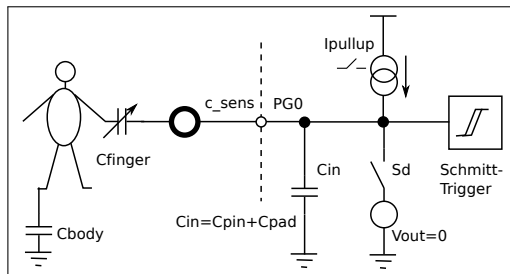 Ipullup
c_sens
PG0
Cfinger
Cin
Sd
Schmitt-
Trigger
Cin=Cpin+Cpad
Cbody
Vout=0